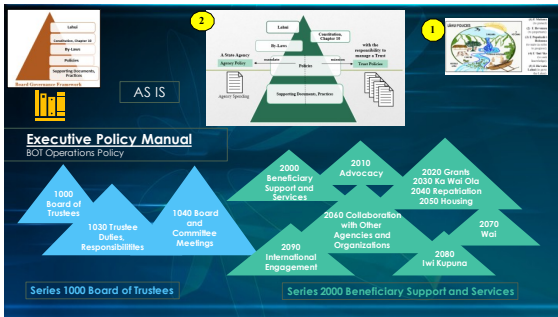 Lāhui
Constitution, Chapter 10
By-Laws
Policies
Supporting Documents,
Practices
Board Governance Framework
AS IS
2
Lāhui
Constitution,
Chapter 10
By-Laws
A State Agency
Agency Policy
mandate
Policies
mission
with the
responsibility to
manage a Trust
Trust Policies
Agency Spending
Supporting Documents, Practices
1
Executive Policy Manual
BOT Operations Policy
1000
Board of
Trustees
1030 Trustee
Duties,
Responsibilitites
1040 Board
and
Committee
Meetings
2000
Beneficiary
Support and
Services
2010
Advocacy
2020 Grants
2030 Ka Wai Ola
2040 Repatriation
2050 Housing
2060 Collaboration
with Other
Agencies and
Organizations
2070
Wai
2080
Iwi Kupuna
2090
International
Engagement
Series 1000 Board of Trustees
Series 2000 Beneficiary Support and Services